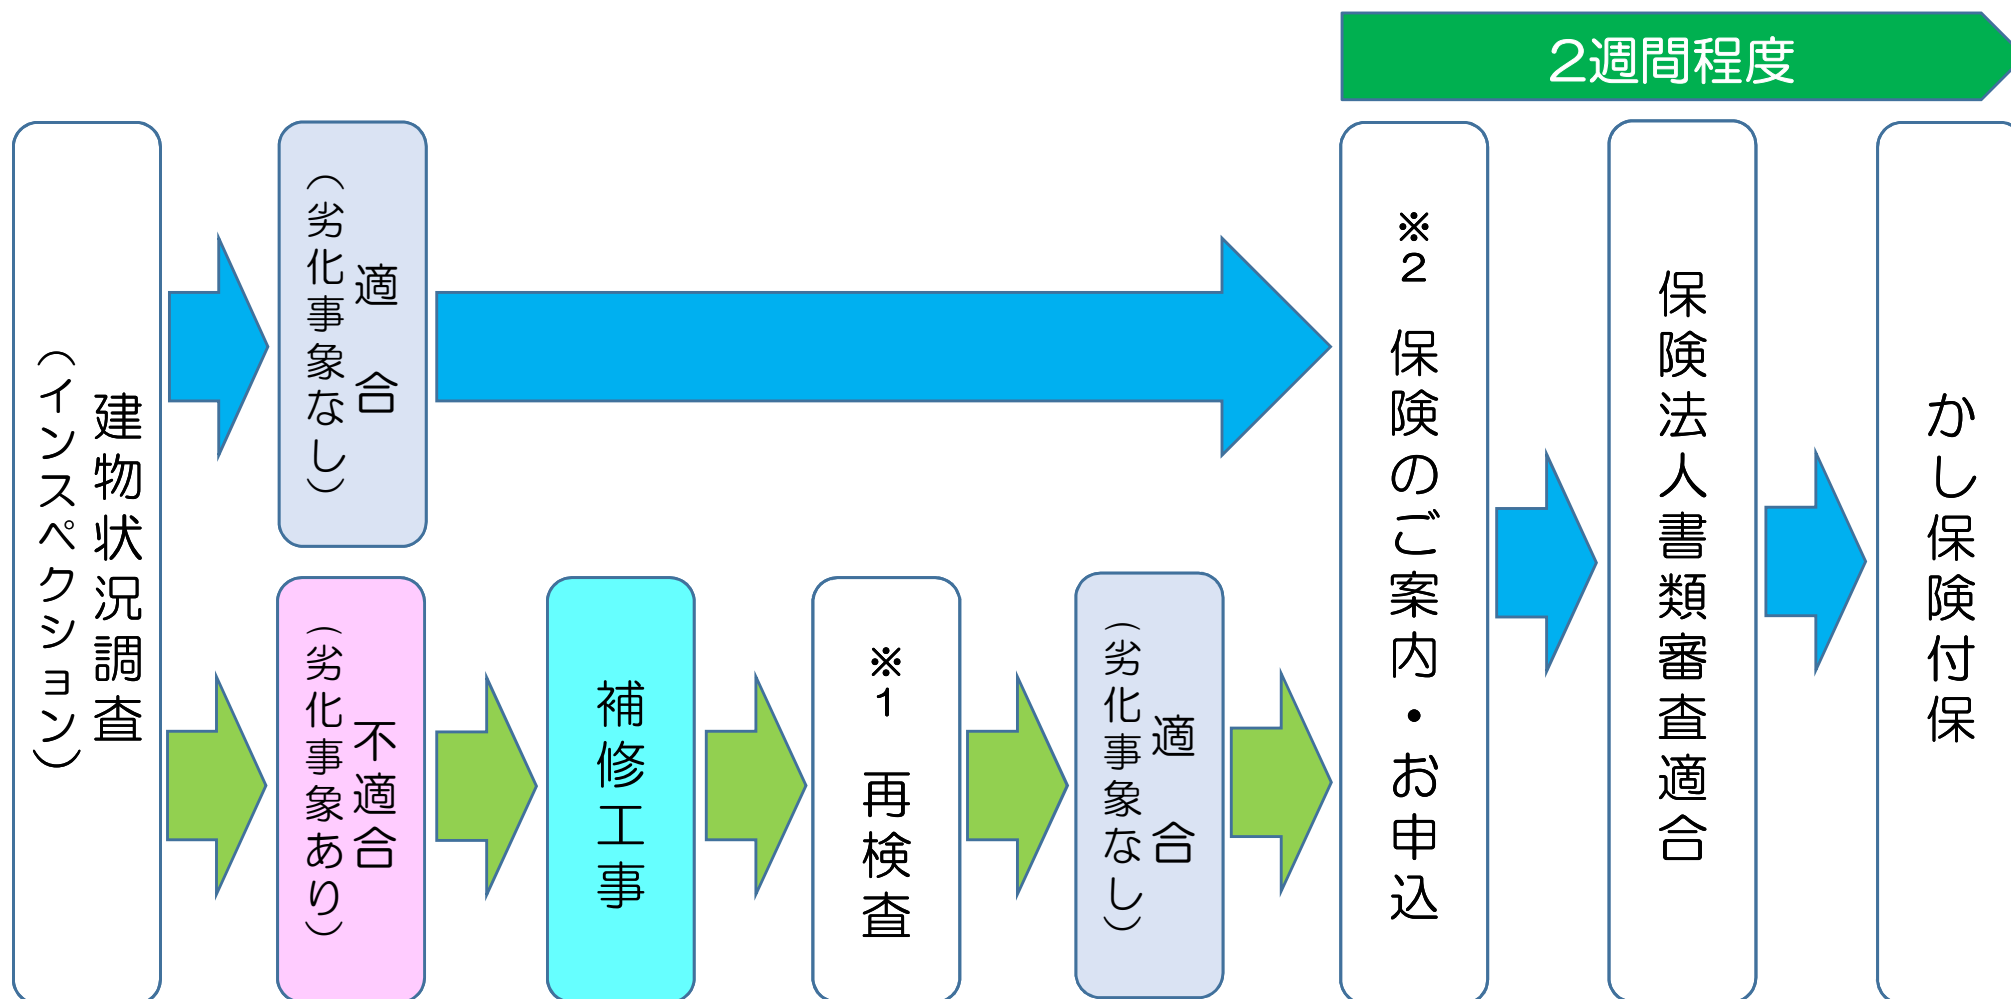 2週間程度
建物状況調査
（インスペクション）
適　合
（劣化事象なし）
不適合
（劣化事象あり）
補修工事
※1　再検査
適　合
（劣化事象なし）
※2　保険のご案内・お申込
保険法人書類審査適合
かし保険付保